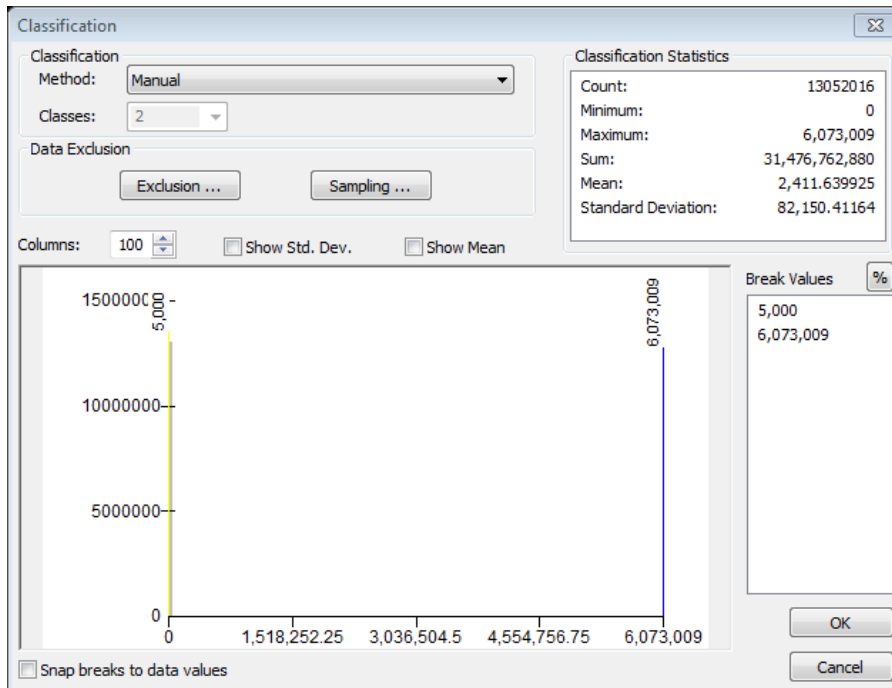 Classification
Classification
Method: Manual
Classes: 2
Data Exclusion
Exclusion ...
Sampling ...
Classification Statistics
Count: 13052016
Minimum: 0
Maximum: 6,073,009
Sum: 31,476,762,880
Mean: 2,411.639925
Standard Deviation: 82,150.41164
Columns: 100
Show Std. Dev.
Show Mean
Break Values %
5,000
6,073,009
15000000
10000000
5000000
0
5,000
6,073,009
0 1,518,252.25 3,036,504.5 4,554,756.75 6,073,009
OK
Snap breaks to data values
Cancel